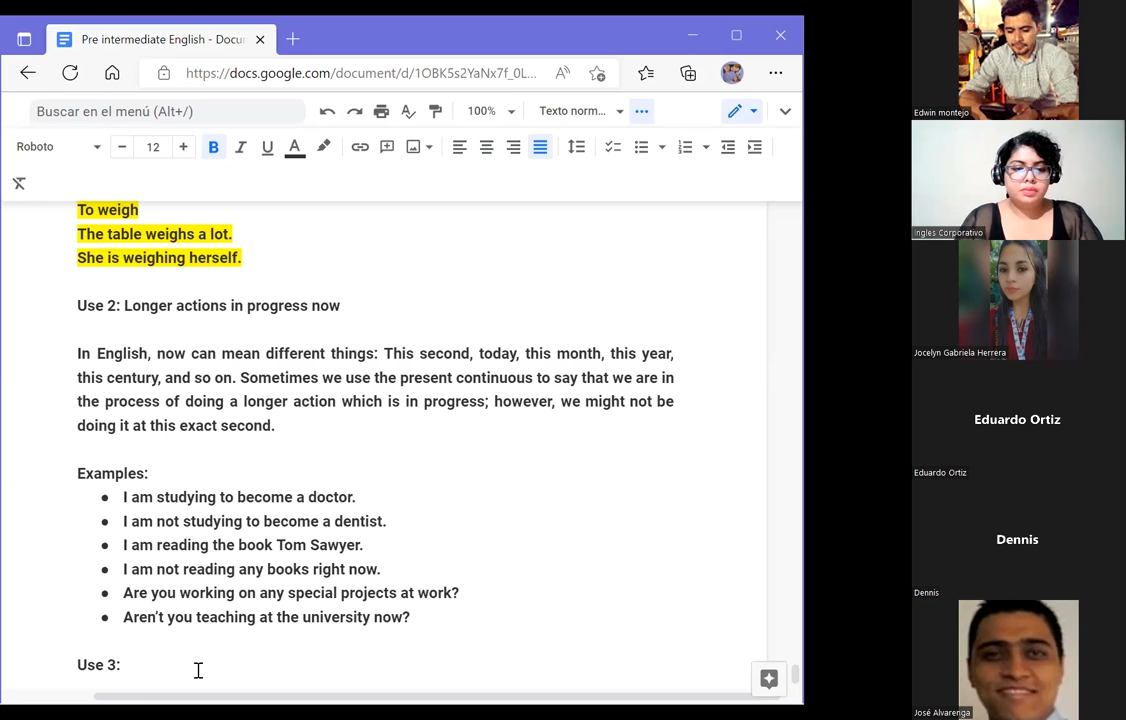 Pre intermediate English - Docu
https://docs.google.com/document/d/1OBK5s2YaNx7f_0L...
Buscar en el menú (Alt+/)
100%
Texto norm...
Roboto
12
To weigh
The table weighs a lot.
She is weighing herself.
Use 2: Longer actions in progress now
In English, now can mean different things: This second, today, this month, this year,
this century, and so on. Sometimes we use the present continuous to say that we are in
the process of doing a longer action which is in progress; however, we might not be
doing it at this exact second.
Examples:
● I am studying to become a doctor.
● I am not studying to become a dentist.
● I am reading the book Tom Sawyer.
● I am not reading any books right now.
● Are you working on any special projects at work?
● Aren't you teaching at the university now?
Use 3:
Edwin montejo
Ingles Corporativo
Jocelyn Gabriela Herrera
Eduardo Ortiz
Eduardo Ortiz
Dennis
Dennis
José Alvarenga